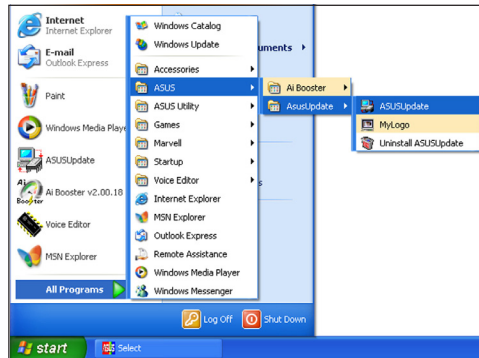 Internet
Internet Explorer
E-mail
Outlook Express
Paint
Windows Media Playe
ASUSUpdate
Ai Booster v2.00.18
Voice Editor
MSN Explorer
All Programs
Windows Catalog
Windows Update
Accessories
ASUS
ASUS Utility
Games
Marvell
Startup
Voice Editor
Internet Explorer
MSN Explorer
Outlook Express
Remote Assistance
Windows Media Player
Windows Messenger
uments
s
Ai Booster
AsusUpdate
ASUSUpdate
MyLogo
Uninstall ASUSUpdate
Log Off
Shut Down
start
Select